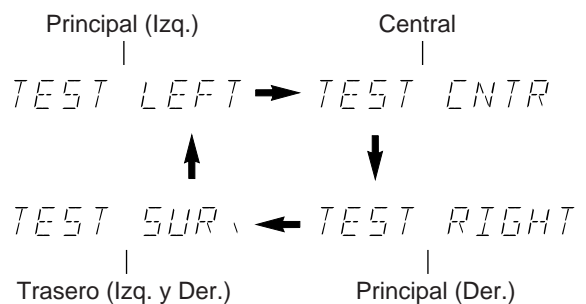 Principal (Izq.) Central
TEST LEFT TEST CNTR
TEST SUR. TEST RIGHT
Trasero (Izq. y Der.) Principal (Der.)